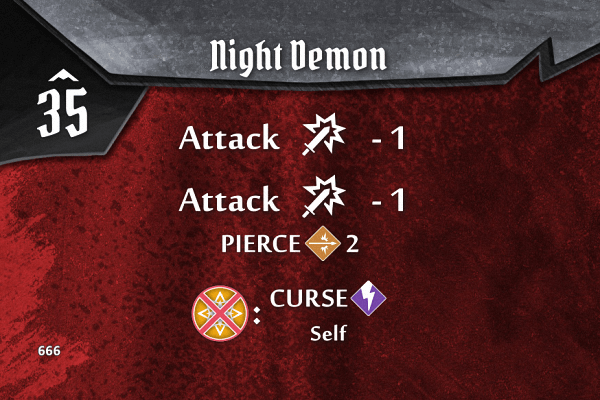 Night Demon
35
Attack - 1
Attack - 1
PIERCE 2
: CURSE
Self
666